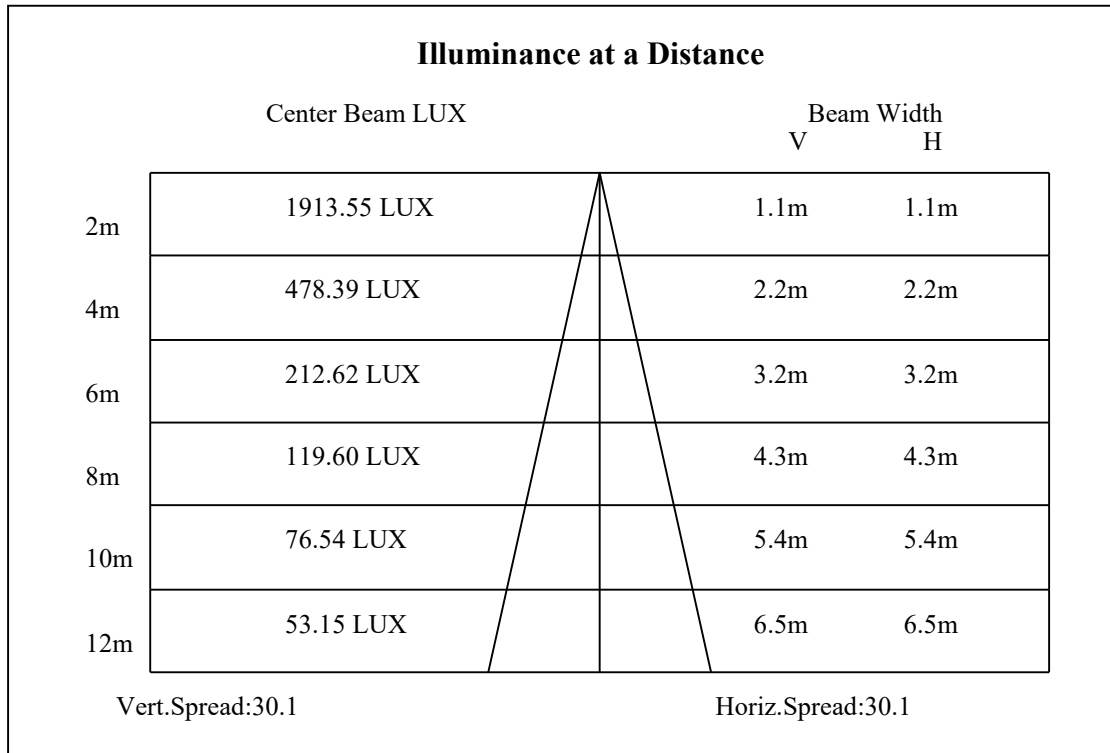 Illuminance at a Distance
Center Beam LUX Beam Width
V H
2m 1913.55 LUX 1.1m 1.1m
4m 478.39 LUX 2.2m 2.2m
6m 212.62 LUX 3.2m 3.2m
8m 119.60 LUX 4.3m 4.3m
10m 76.54 LUX 5.4m 5.4m
12m 53.15 LUX 6.5m 6.5m
Vert.Spread:30.1 Horiz.Spread:30.1